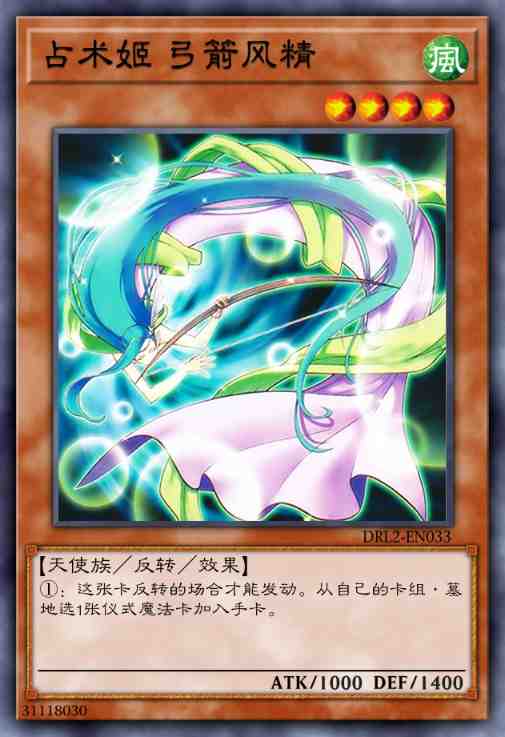 占术姬 弓箭风精
風
DRL2-EN033
【天使族／反转／效果】
①：这张卡反转的场合才能发动。从自己的卡组·墓
地选1张仪式魔法卡加入手卡。
ATK/1000 DEF/1400
31118030